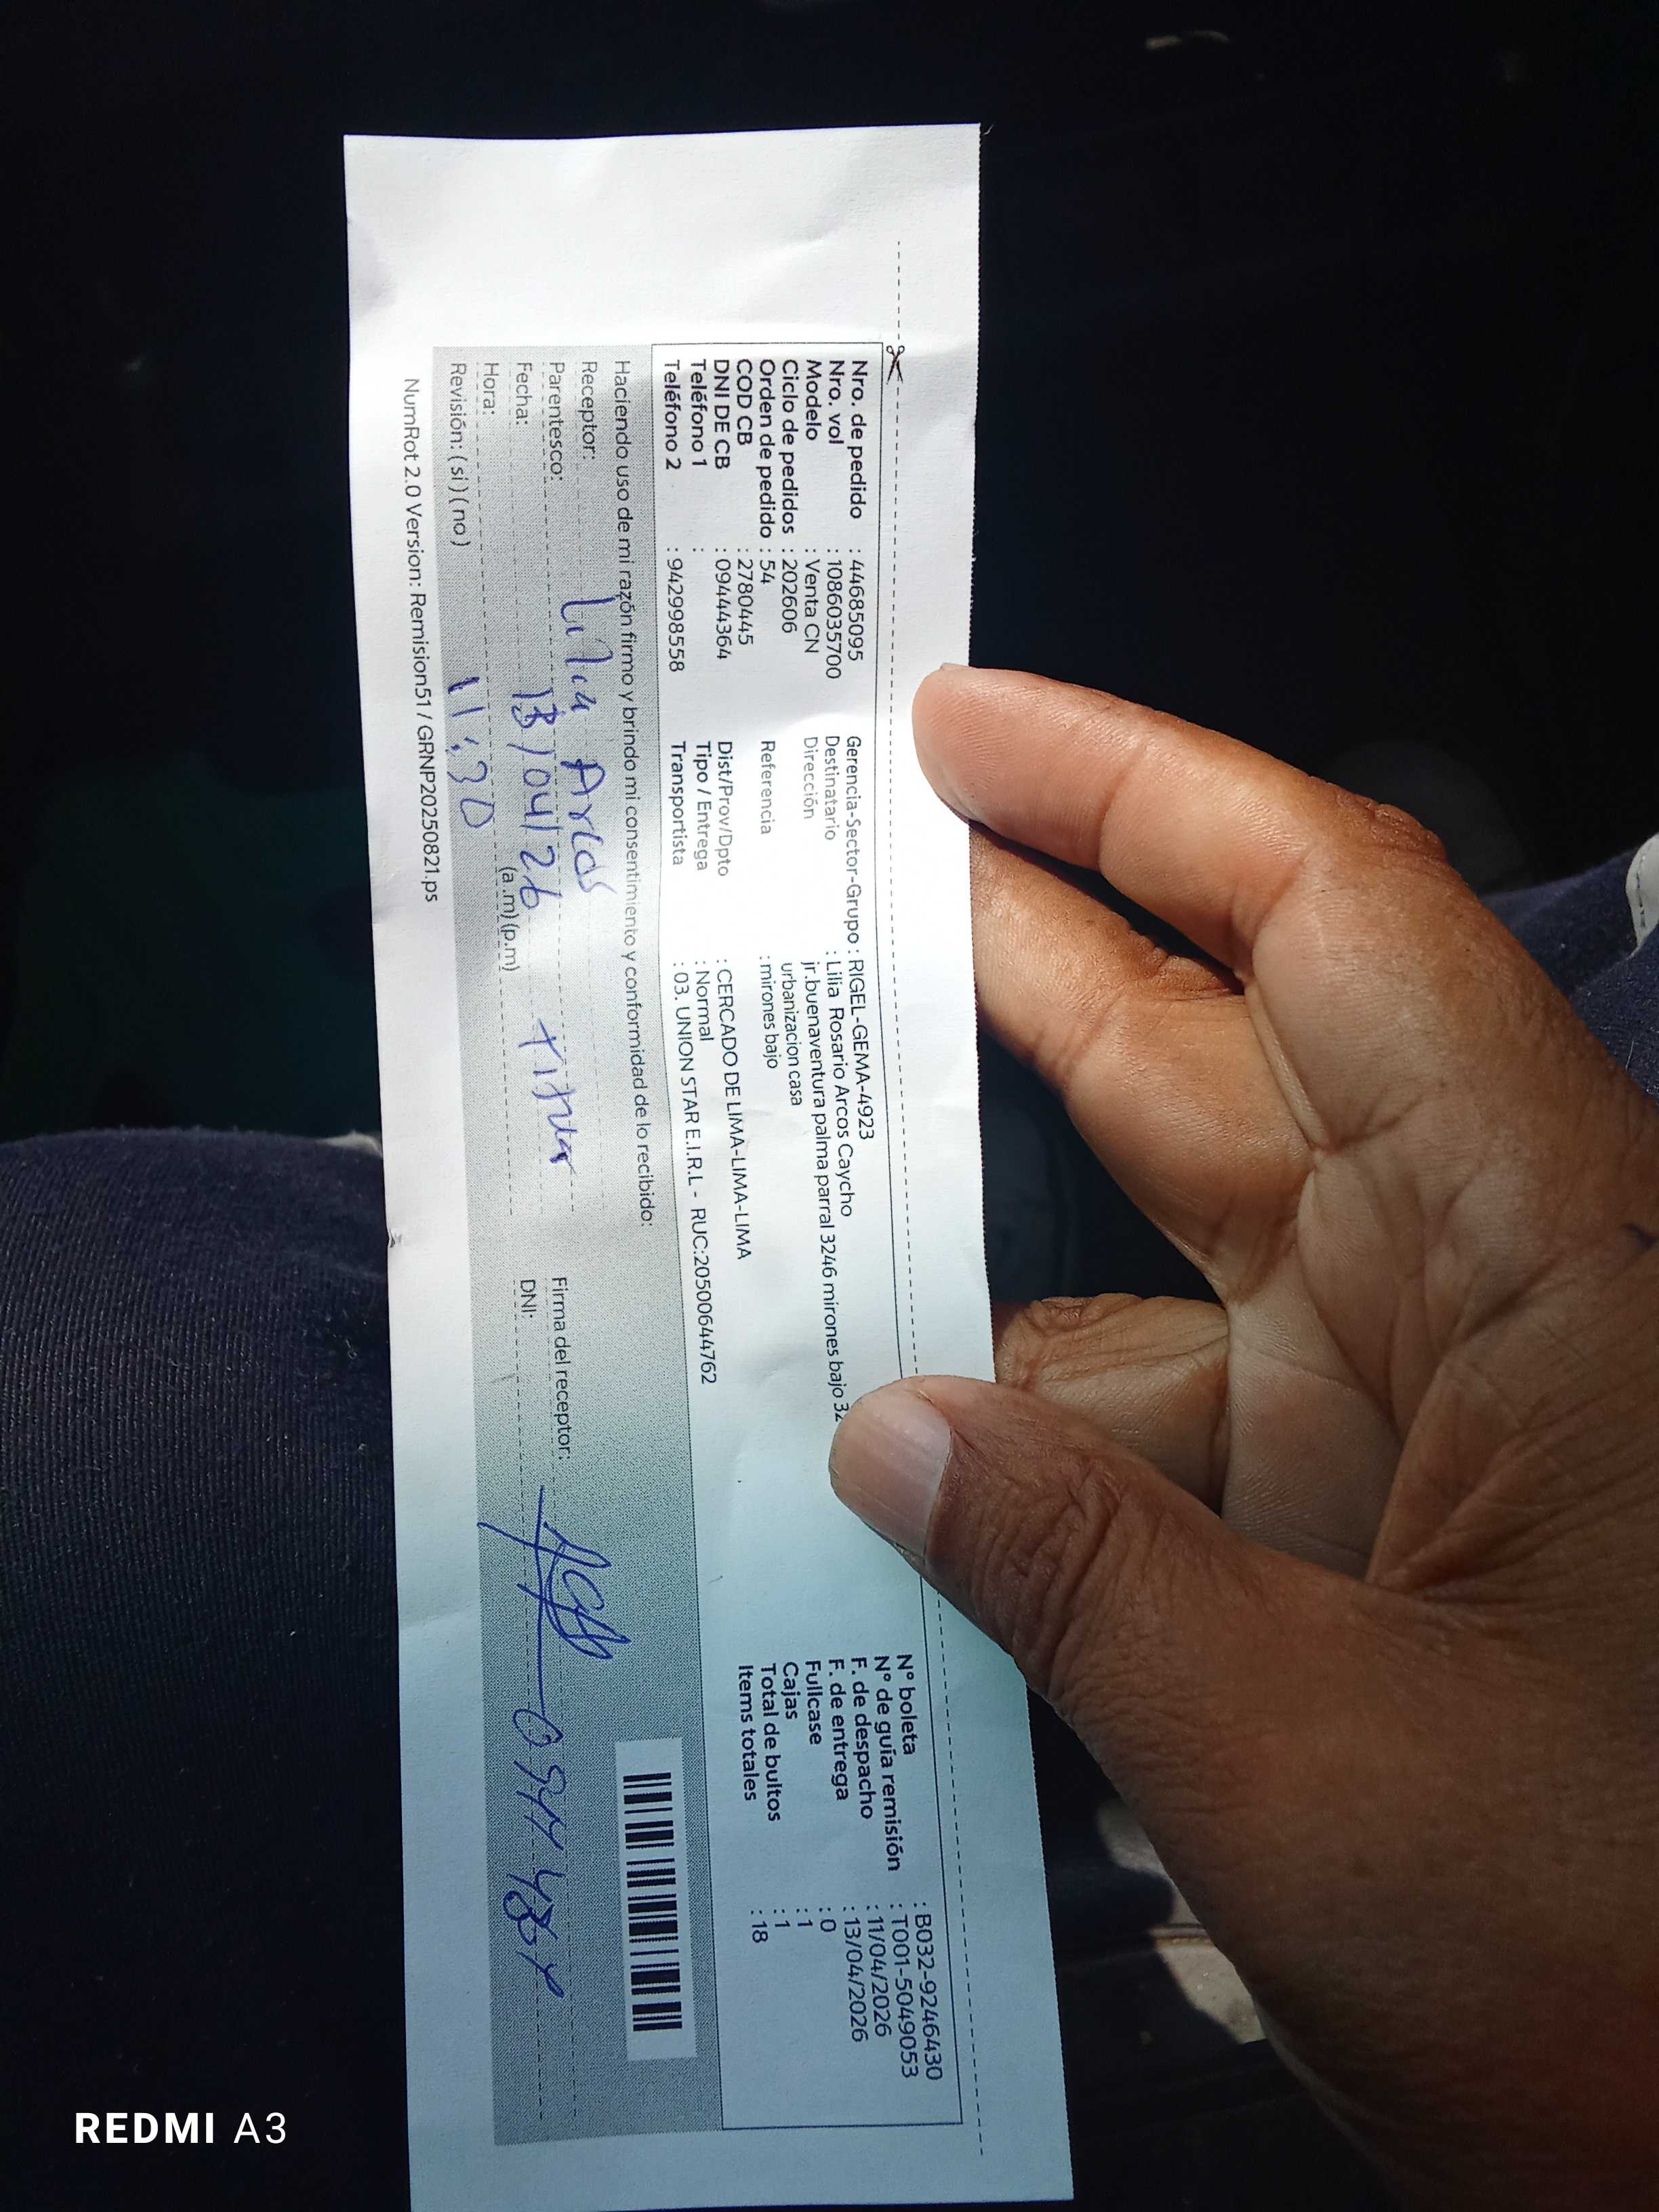 Nro. de pedido : 44685095
Nro. vol : 1086035700
Modelo : Venta CN
Ciclo de pedidos : 202606
Orden de pedido : 54
COD CB : 2780445
DNI DE CB : 09444364
Teléfono 1 :
Teléfono 2 : 942998558
Gerencia-Sector-Grupo : RIGEL-GEMA-4923
Destinatario : Lilia Rosario Arcos Caycho
Dirección jr.buenaventura palma parral 3246 mirones bajo 32
urbanizacion casa
Referencia : mirones bajo
Dist/Prov/Dpto : CERCADO DE LIMA-LIMA-LIMA
Tipo / Entrega : Normal
Transportista : 03. UNION STAR E.I.R.L - RUC:20500644762
N° boleta : B032-9246430
N° de guía remisión : T001-5049053
F. de despacho : 11/04/2026
F. de entrega : 13/04/2026
Fullcase : 0
Cajas : 1
Total de bultos : 1
Items totales : 18
Haciendo uso de mi razón firmo y brindo mi consentimiento y conformidad de lo recibido:
Receptor: Lilia Arcos
Parentesco: titular
Fecha: 13/04/26
Hora: 11:30 (a.m)(p.m)
Revisión: ( si ) ( no )
Firma del receptor:
DNI: 09444364
NumRot 2.0 Version: Remision51 / GRNP20250821.ps
REDMI A3